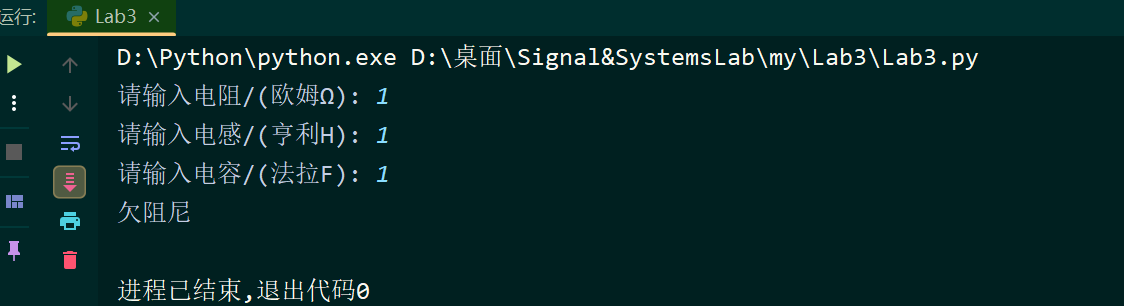 运行: Lab3 ×
D:\Python\python.exe D:\桌面\Signal&SystemsLab\my\Lab3\Lab3.py
请输入电阻/(欧姆Ω): 1
请输入电感/(亨利H): 1
请输入电容/(法拉F): 1
欠阻尼
进程已结束,退出代码0